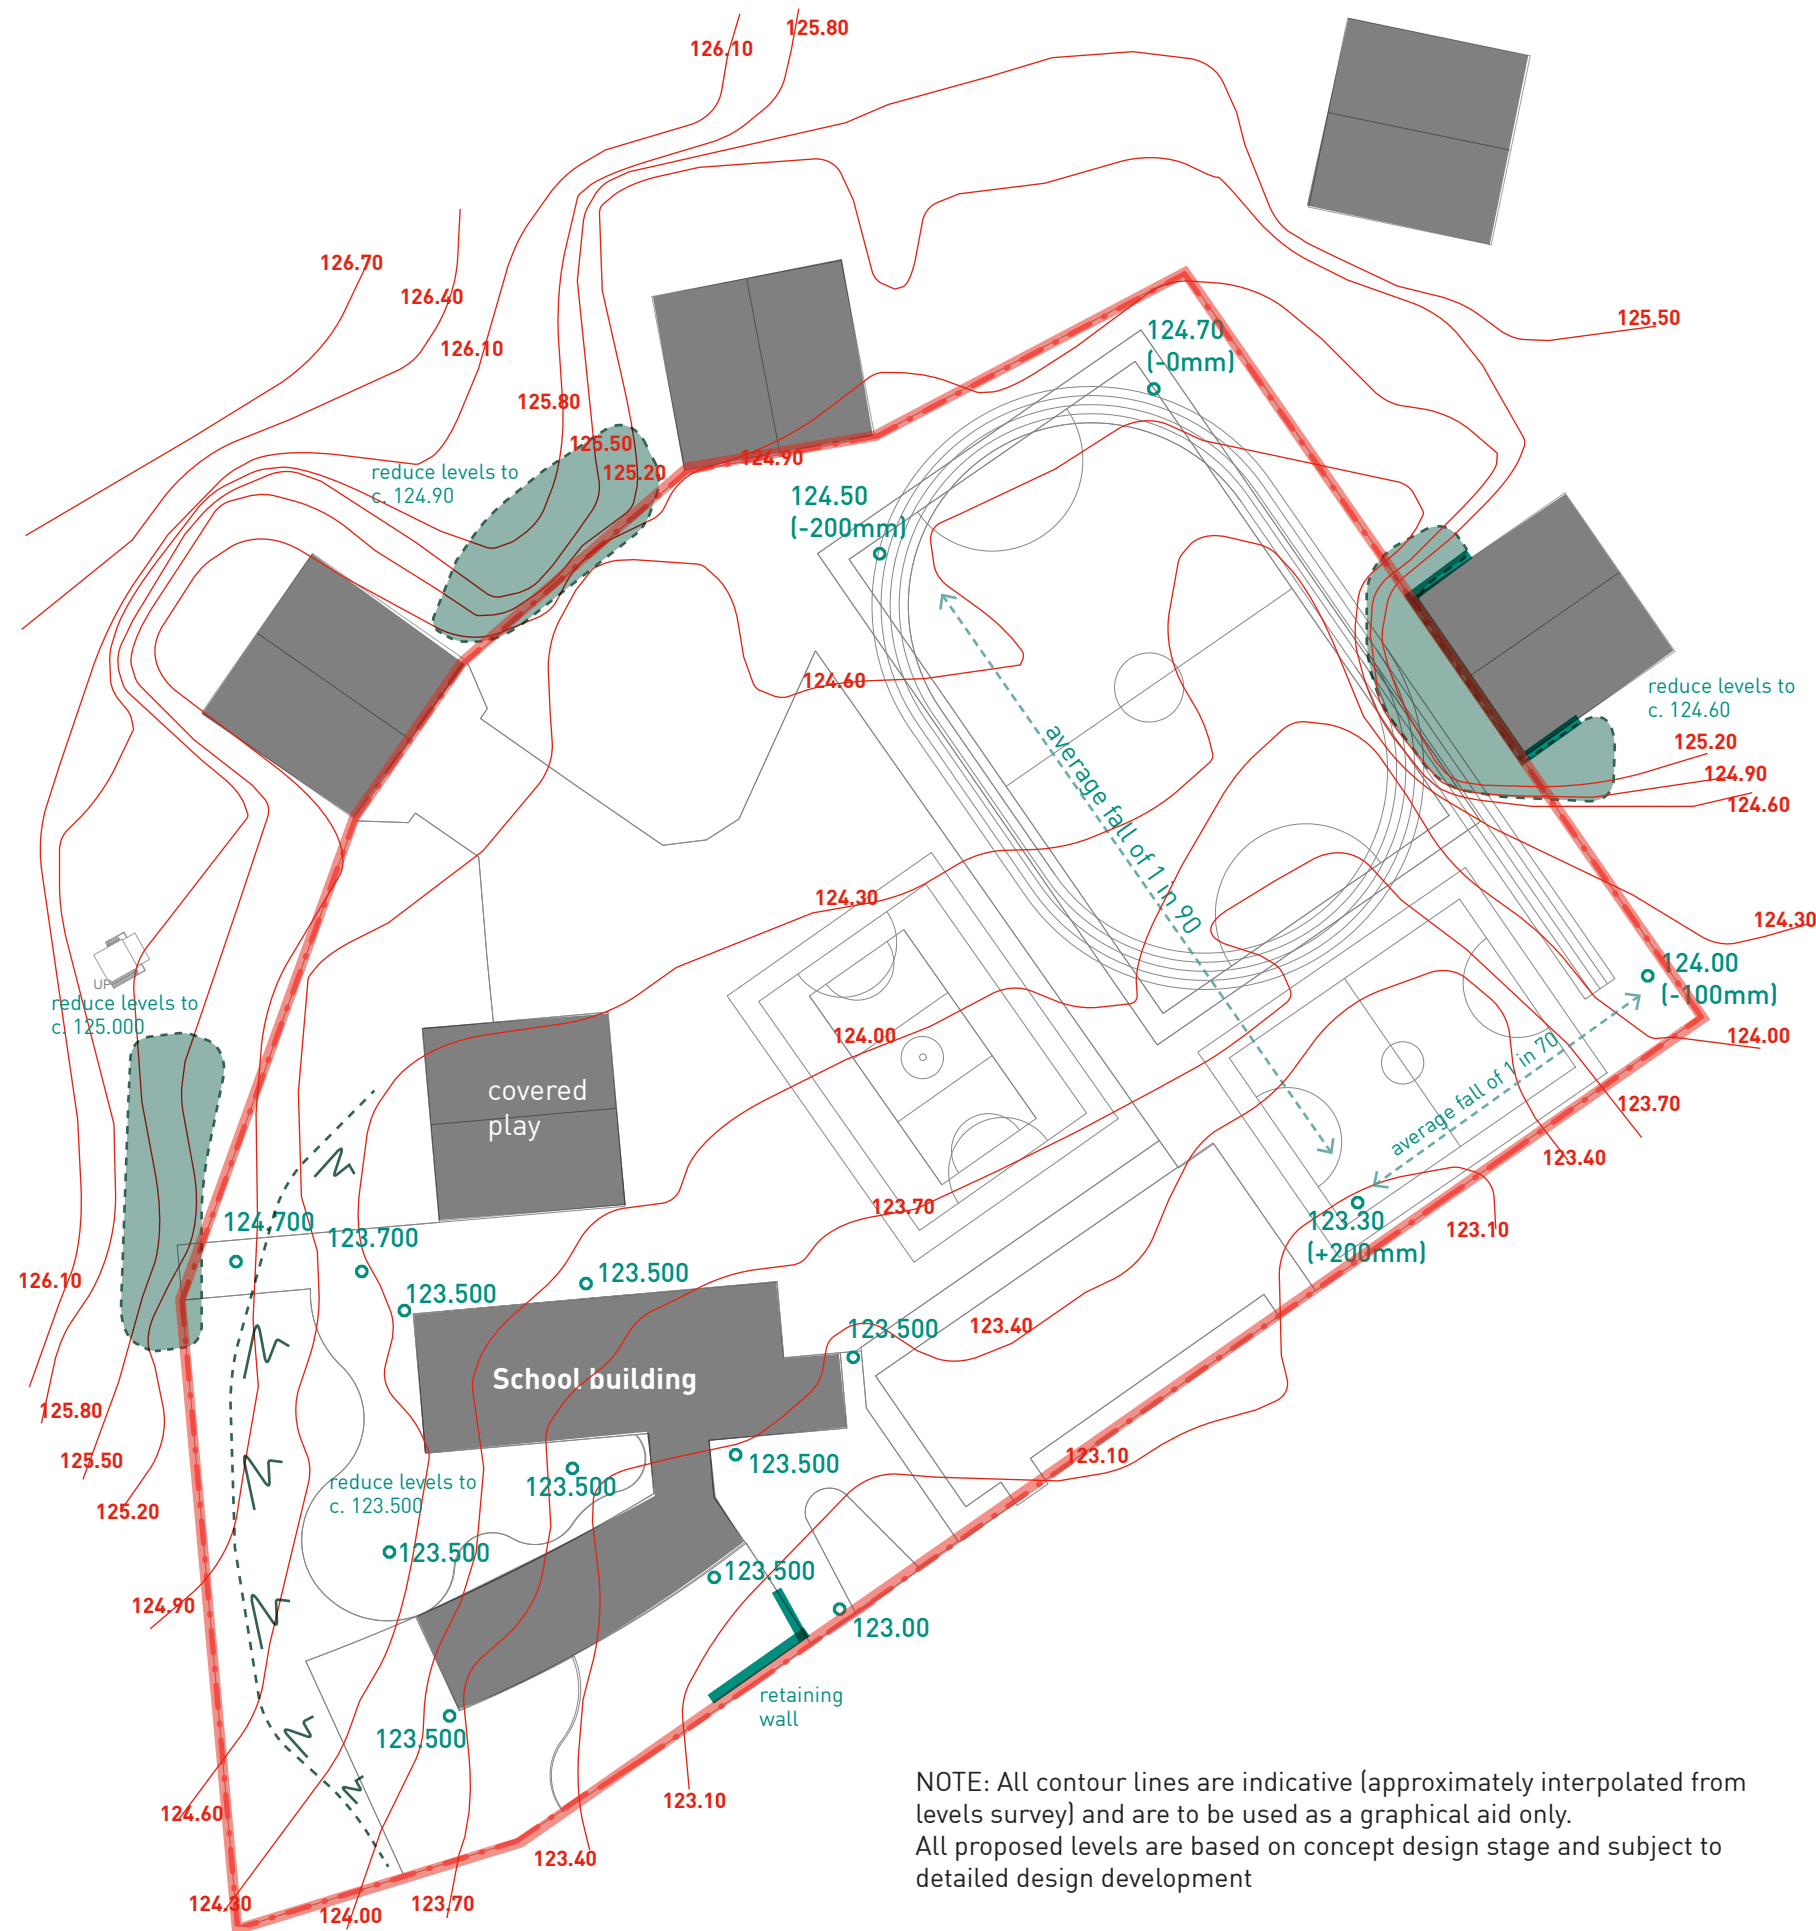 125.80
126.10
126.70
126.40
125.50
126.10
124.70
(-0mm)
125.80
125.50
124.90
125.20
reduce levels to
c. 124.90
124.50
(-200mm)
124.60
reduce levels to
c. 124.60
125.20
124.90
124.60
average fall of 1 in 90
124.30
124.30
124.00
(-100mm)
UP
reduce levels to
c. 125.000
124.00
124.00
average fall of 1 in 70
covered
play
123.70
123.40
123.70
124.700
123.700
123.30
(+200mm)
123.10
126.10
123.500
123.500
123.500
123.40
School building
125.80
125.50
123.10
123.500
reduce levels to
c. 123.500
123.500
125.20
123.500
123.500
124.90
123.00
retaining
wall
123.500
123.10
124.60
123.40
124.30
124.00
123.70
NOTE: All contour lines are indicative (approximately interpolated from
levels survey) and are to be used as a graphical aid only.
All proposed levels are based on concept design stage and subject to
detailed design development